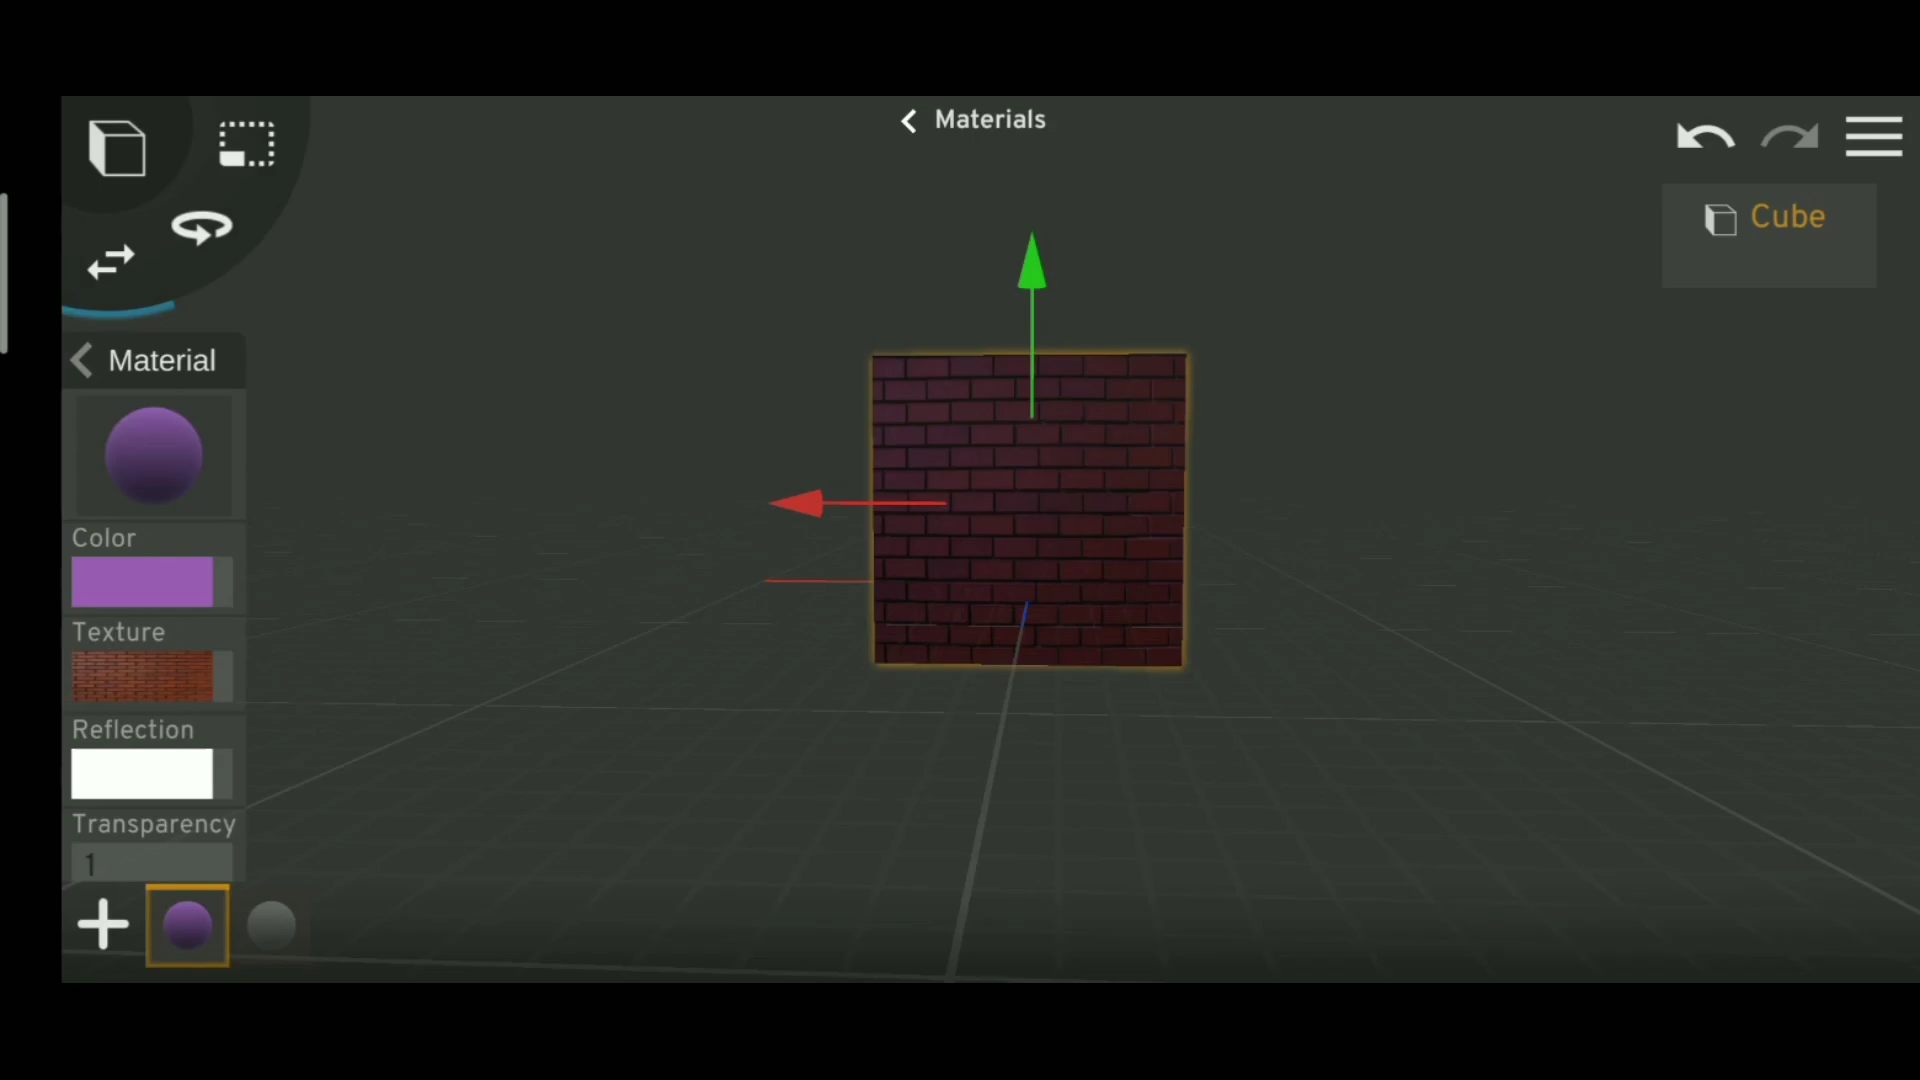 Materials
Cube
Material
Color
Texture
Reflection
Transparency
1